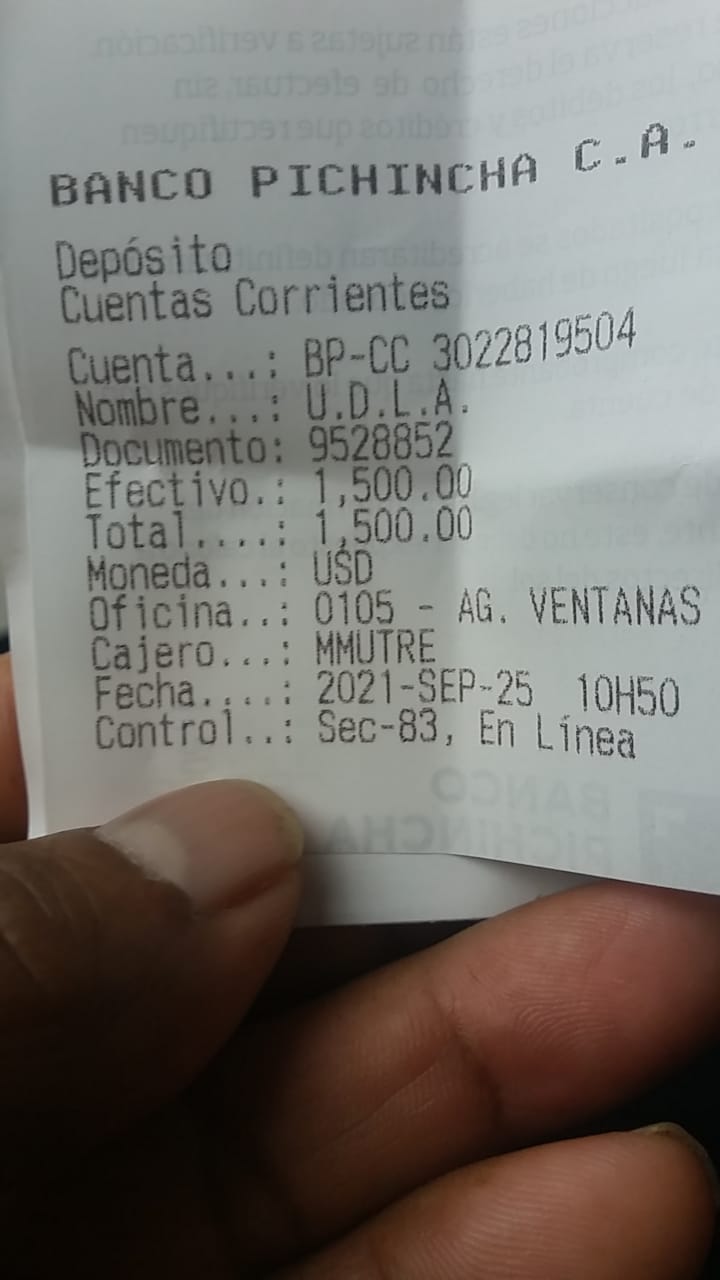 BANCO PICHINCHA C.A.
Depósito
Cuentas Corrientes
Cuenta...: BP-CC 3022819504
Nombre...: U.D.L.A.
Documento: 9528852
Efectivo.: 1,500.00
Total....: 1,500.00
Moneda...: USD
Oficina..: 0105 - AG. VENTANAS
Cajero...: MMUTRE
Fecha....: 2021-SEP-25 10H50
Control..: Sec-83, En Línea
BANCO
PICHINCHA